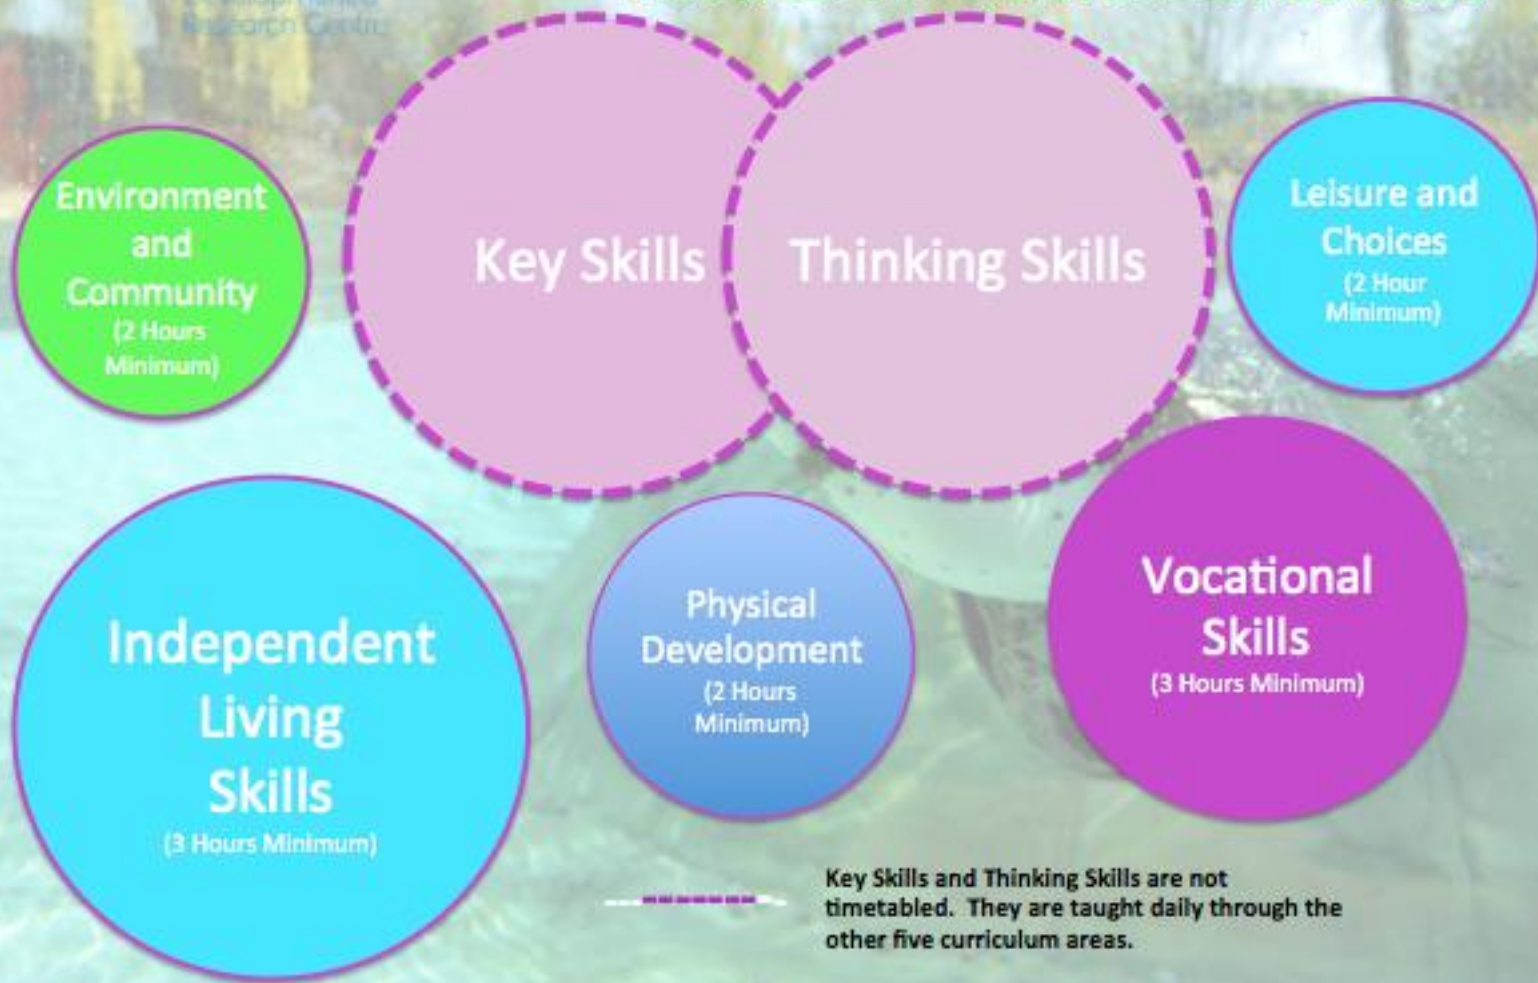 Research Centre
Environment
and
Community
(2 Hours
Minimum)
Key Skills
Thinking Skills
Leisure and
Choices
(2 Hour
Minimum)
Independent
Living
Skills
(3 Hours Minimum)
Physical
Development
(2 Hours
Minimum)
Vocational
Skills
(3 Hours Minimum)
Key Skills and Thinking Skills are not
timetabled. They are taught daily through the
other five curriculum areas.